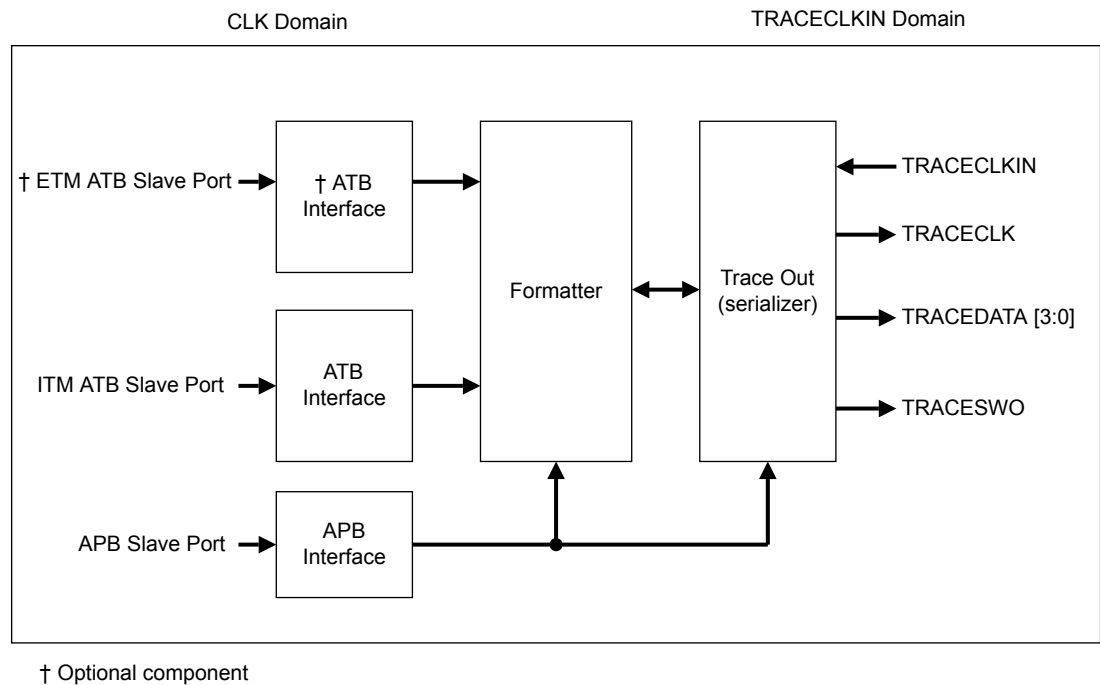 CLK Domain
TRACECLKIN Domain
† ETM ATB Slave Port
† ATB
Interface
ITM ATB Slave Port
ATB
Interface
APB Slave Port
APB
Interface
Formatter
Trace Out
(serializer)
TRACECLKIN
TRACECLK
TRACEDATA [3:0]
TRACESWO
† Optional component